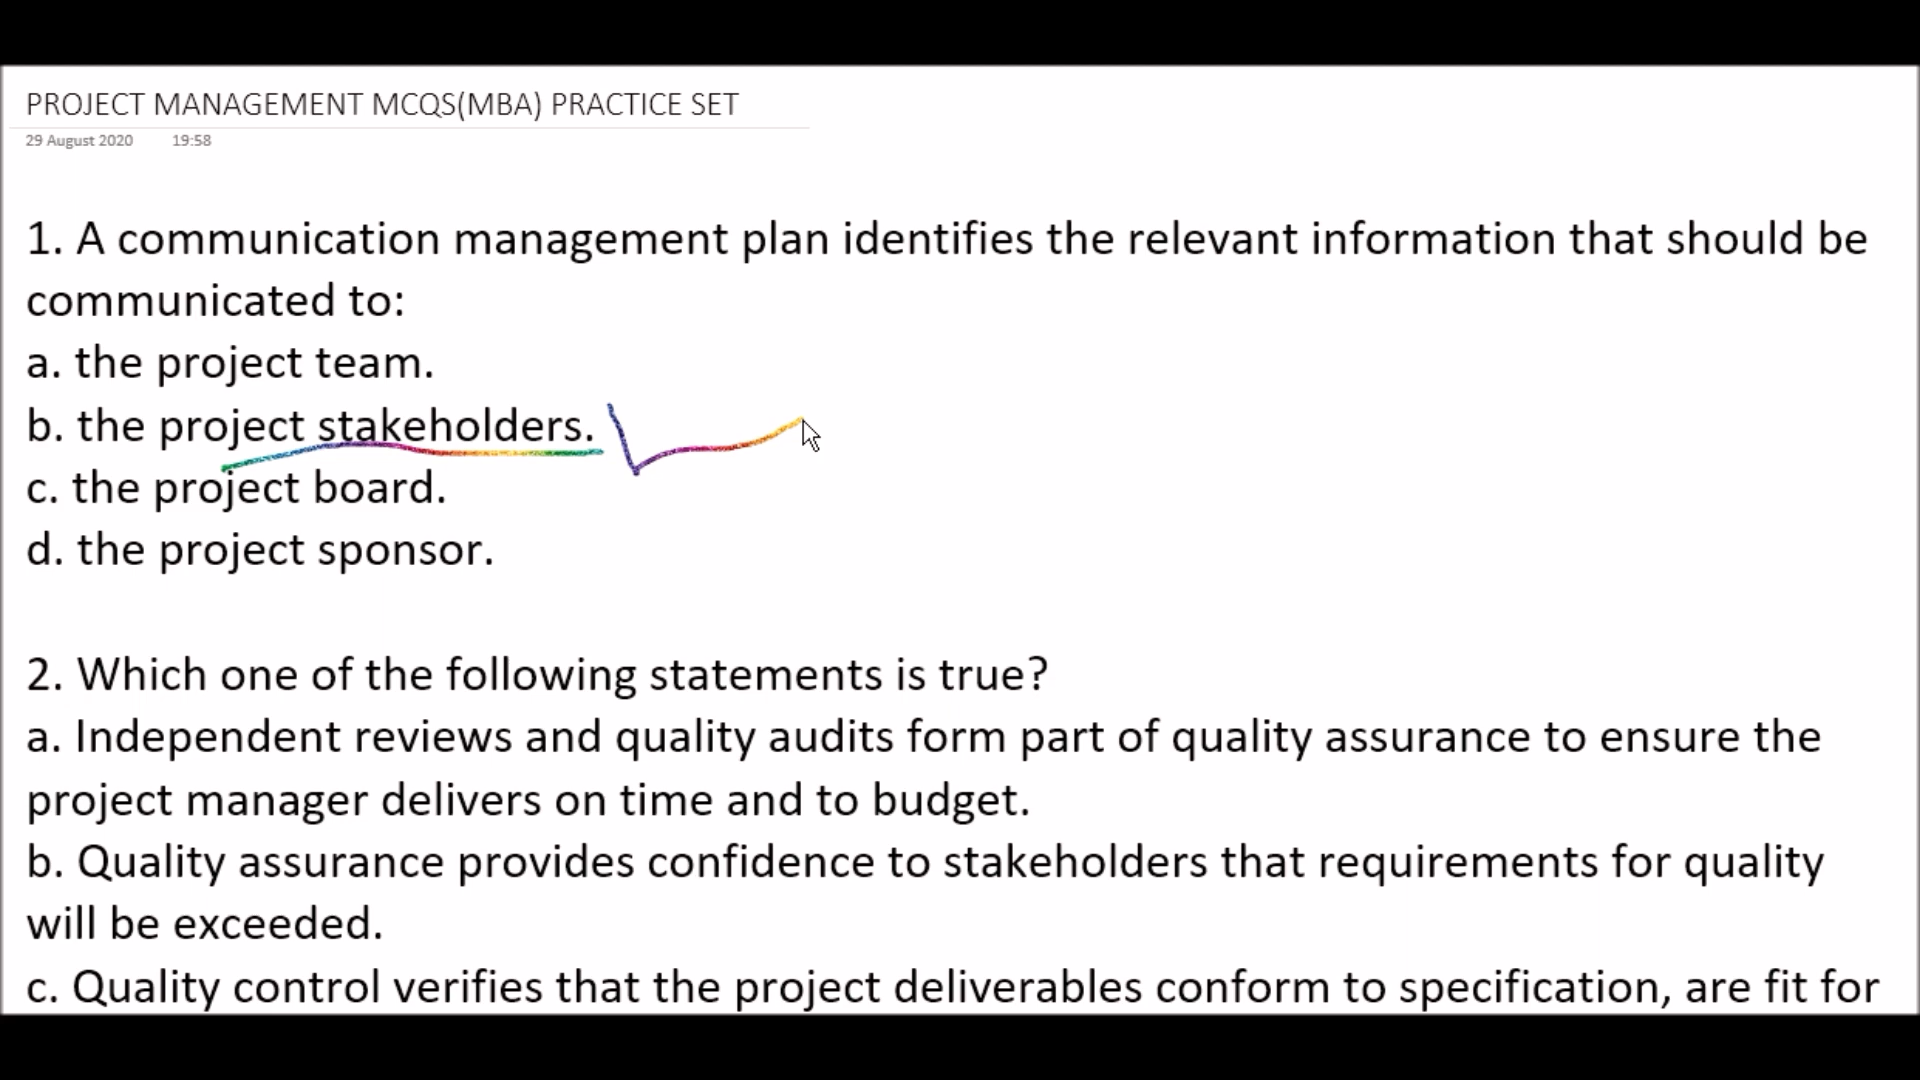 PROJECT MANAGEMENT MCQS(MBA) PRACTICE SET
29 August 2020 19:58
1. A communication management plan identifies the relevant information that should be
communicated to:
a. the project team.
b. the project stakeholders.
c. the project board.
d. the project sponsor.
2. Which one of the following statements is true?
a. Independent reviews and quality audits form part of quality assurance to ensure the
project manager delivers on time and to budget.
b. Quality assurance provides confidence to stakeholders that requirements for quality
will be exceeded.
c. Quality control verifies that the project deliverables conform to specification, are fit for